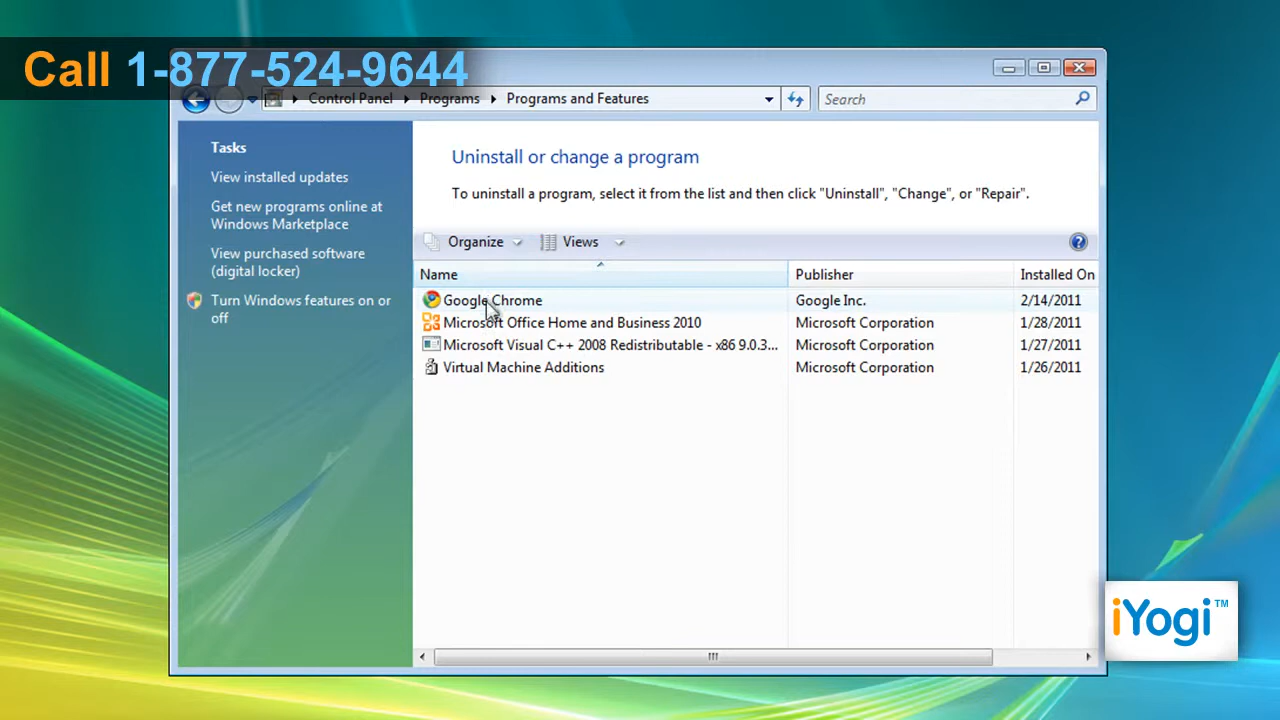 Call 1-877-524-9644
Control Panel Programs Programs and Features Search
Tasks
View installed updates
Get new programs online at
Windows Marketplace
View purchased software
(digital locker)
Turn Windows features on or
off
Uninstall or change a program
To uninstall a program, select it from the list and then click "Uninstall", "Change", or "Repair".
Organize Views
Name Publisher Installed On
Google Chrome Google Inc. 2/14/2011
Microsoft Office Home and Business 2010 Microsoft Corporation 1/28/2011
Microsoft Visual C++ 2008 Redistributable - x86 9.0.3... Microsoft Corporation 1/27/2011
Virtual Machine Additions Microsoft Corporation 1/26/2011
iYogi™